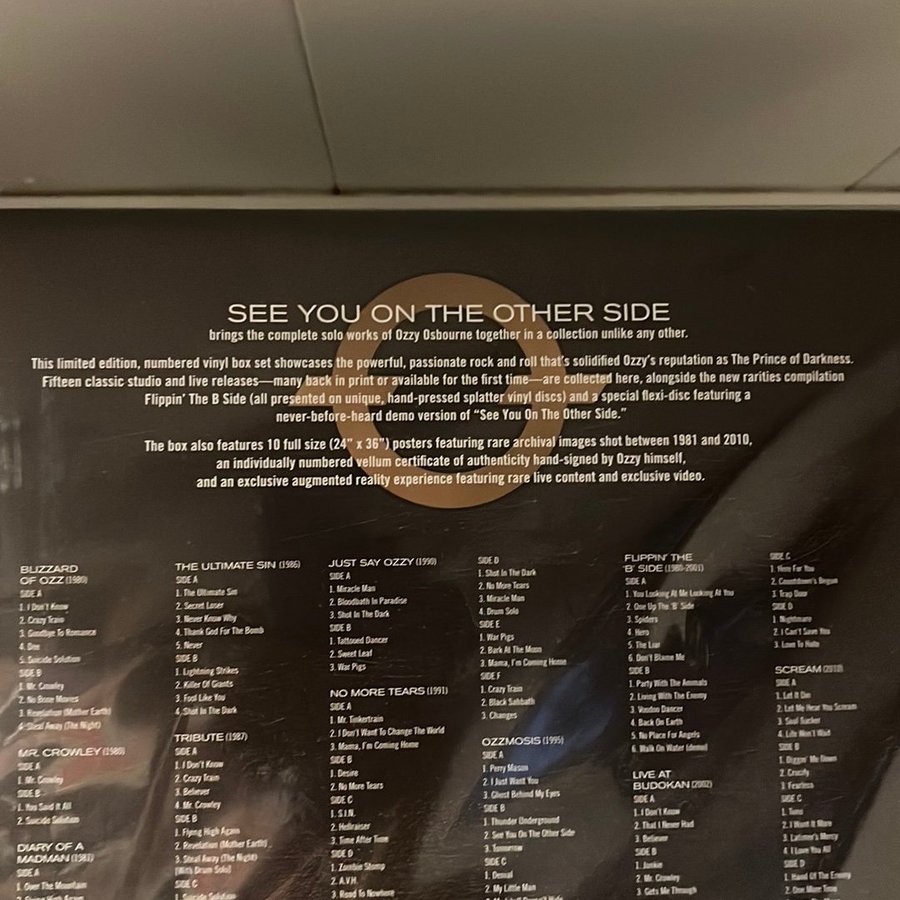 SEE YOU ON THE OTHER SIDE
brings the complete solo works of Ozzy Osbourne together in a collection unlike any other.
This limited edition, numbered vinyl box set showcases the powerful, passionate rock and roll that's solidified Ozzy's reputation as The Prince of Darkness.
Fifteen classic studio and live releases—many back in print or available for the first time—are collected here, alongside the new rarities compilation
Flippin' The B Side (all presented on unique, hand-pressed splatter vinyl discs) and a special flexi-disc featuring a
never-before-heard demo version of "See You On The Other Side."
The box also features 10 full size (24" x 36") posters featuring rare archival images shot between 1981 and 2010,
an individually numbered vellum certificate of authenticity hand-signed by Ozzy himself,
and an exclusive augmented reality experience featuring rare live content and exclusive video.
BLIZZARD
OF OZZ (1980)
SIDE A
1. I Don't Know
2. Crazy Train
3. Goodbye To Romance
4. Dee
5. Suicide Solution
SIDE B
1. Mr. Crowley
2. No Bone Movies
3. Revelation (Mother Earth)
4. Steal Away (The Night)
MR. CROWLEY (1980)
SIDE A
1. Mr. Crowley
SIDE B
1. You Said It All
2. Suicide Solution
DIARY OF A
MADMAN (1981)
SIDE A
1. Over The Mountain
2. Flying High Again
THE ULTIMATE SIN (1986)
SIDE A
1. The Ultimate Sin
2. Secret Loser
3. Never Know Why
4. Thank God For The Bomb
5. Never
SIDE B
1. Lightning Strikes
2. Killer Of Giants
3. Fool Like You
4. Shot In The Dark
TRIBUTE (1987)
SIDE A
1. I Don't Know
2. Crazy Train
3. Believer
4. Mr. Crowley
SIDE B
1. Flying High Again
2. Revelation (Mother Earth)
3. Steal Away (The Night)
[With Drum Solo]
SIDE C
1. Suicide Solution
JUST SAY OZZY (1990)
SIDE A
1. Miracle Man
2. Bloodbath In Paradise
3. Shot In The Dark
SIDE B
1. Tattooed Dancer
2. Sweet Leaf
3. War Pigs
NO MORE TEARS (1991)
SIDE A
1. Mr. Tinkertrain
2. I Don't Want To Change The World
3. Mama, I'm Coming Home
SIDE B
1. Desire
2. No More Tears
SIDE C
1. S.I.N.
2. Hellraiser
3. Time After Time
SIDE D
1. Zombie Stomp
2. A.V.H.
3. Road To Nowhere
SIDE D
1. Shot In The Dark
2. No More Tears
3. Miracle Man
4. Drum Solo
SIDE E
1. War Pigs
2. Bark At The Moon
3. Mama, I'm Coming Home
SIDE F
1. Crazy Train
2. Black Sabbath
3. Changes
OZZMOSIS (1995)
SIDE A
1. Perry Mason
2. I Just Want You
3. Ghost Behind My Eyes
SIDE B
1. Thunder Underground
2. See You On The Other Side
3. Tomorrow
SIDE C
1. Denial
2. My Little Man
FLIPPIN' THE
'B' SIDE (1980-2001)
SIDE A
1. You Looking At Me Looking At You
2. One Up The 'B' Side
3. Spiders
4. Hero
5. The Liar
6. Don't Blame Me
SIDE B
1. Party With The Animals
2. Living With The Enemy
3. Voodoo Dancer
4. Back On Earth
5. No Place For Angels
6. Walk On Water (demo)
LIVE AT
BUDOKAN (2002)
SIDE A
1. I Don't Know
2. That I Never Had
3. Believer
SIDE B
1. Junkie
2. Mr. Crowley
3. Gets Me Through
SIDE C
1. Here For You
2. Countdown's Begun
3. Trap Door
SIDE D
1. Nightmare
2. I Can't Save You
3. Love To Hate
SCREAM (2010)
SIDE A
1. Let It Die
2. Let Me Hear You Scream
3. Soul Sucker
4. Life Won't Wait
SIDE B
1. Diggin' Me Down
2. Crucify
3. Fearless
SIDE C
1. Time
2. I Want It More
3. Latimer's Mercy
4. I Love You All
SIDE D
1. Hand Of The Enemy
2. One More Time